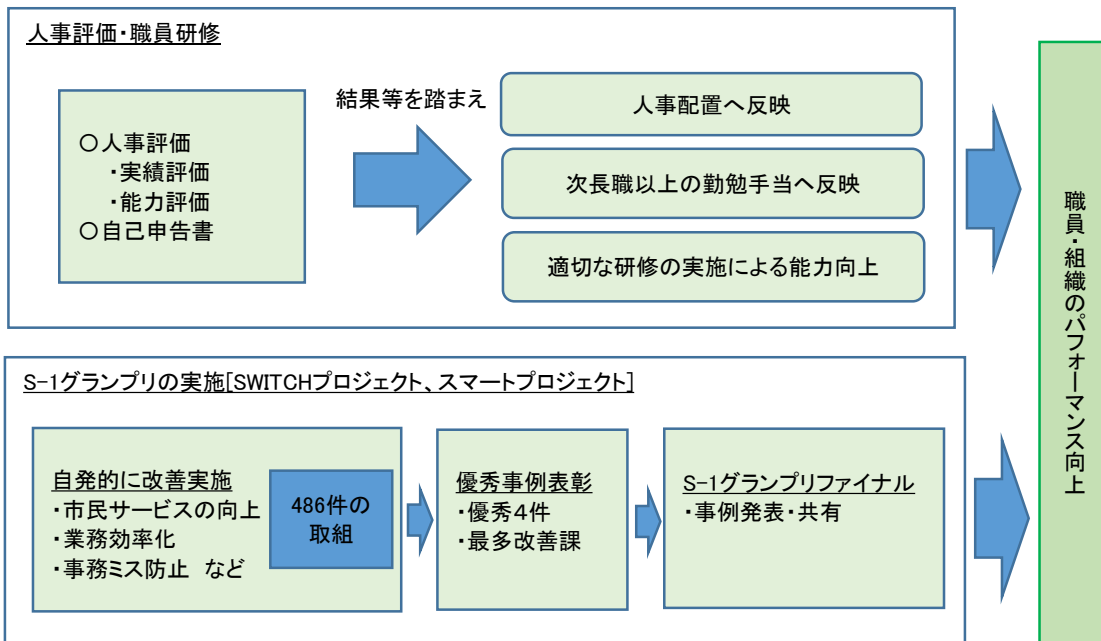 人事評価・職員研修
〇人事評価
・実績評価
・能力評価
〇自己申告書
結果等を踏まえ
人事配置へ反映
次長職以上の勤勉手当へ反映
適切な研修の実施による能力向上
S-1グランプリの実施[SWITCHプロジェクト、スマートプロジェクト]
自発的に改善実施
・市民サービスの向上
・業務効率化
・事務ミス防止 など
486件の
取組
優秀事例表彰
・優秀4件
・最多改善課
S-1グランプリファイナル
・事例発表・共有
職員・組織のパフォーマンス向上